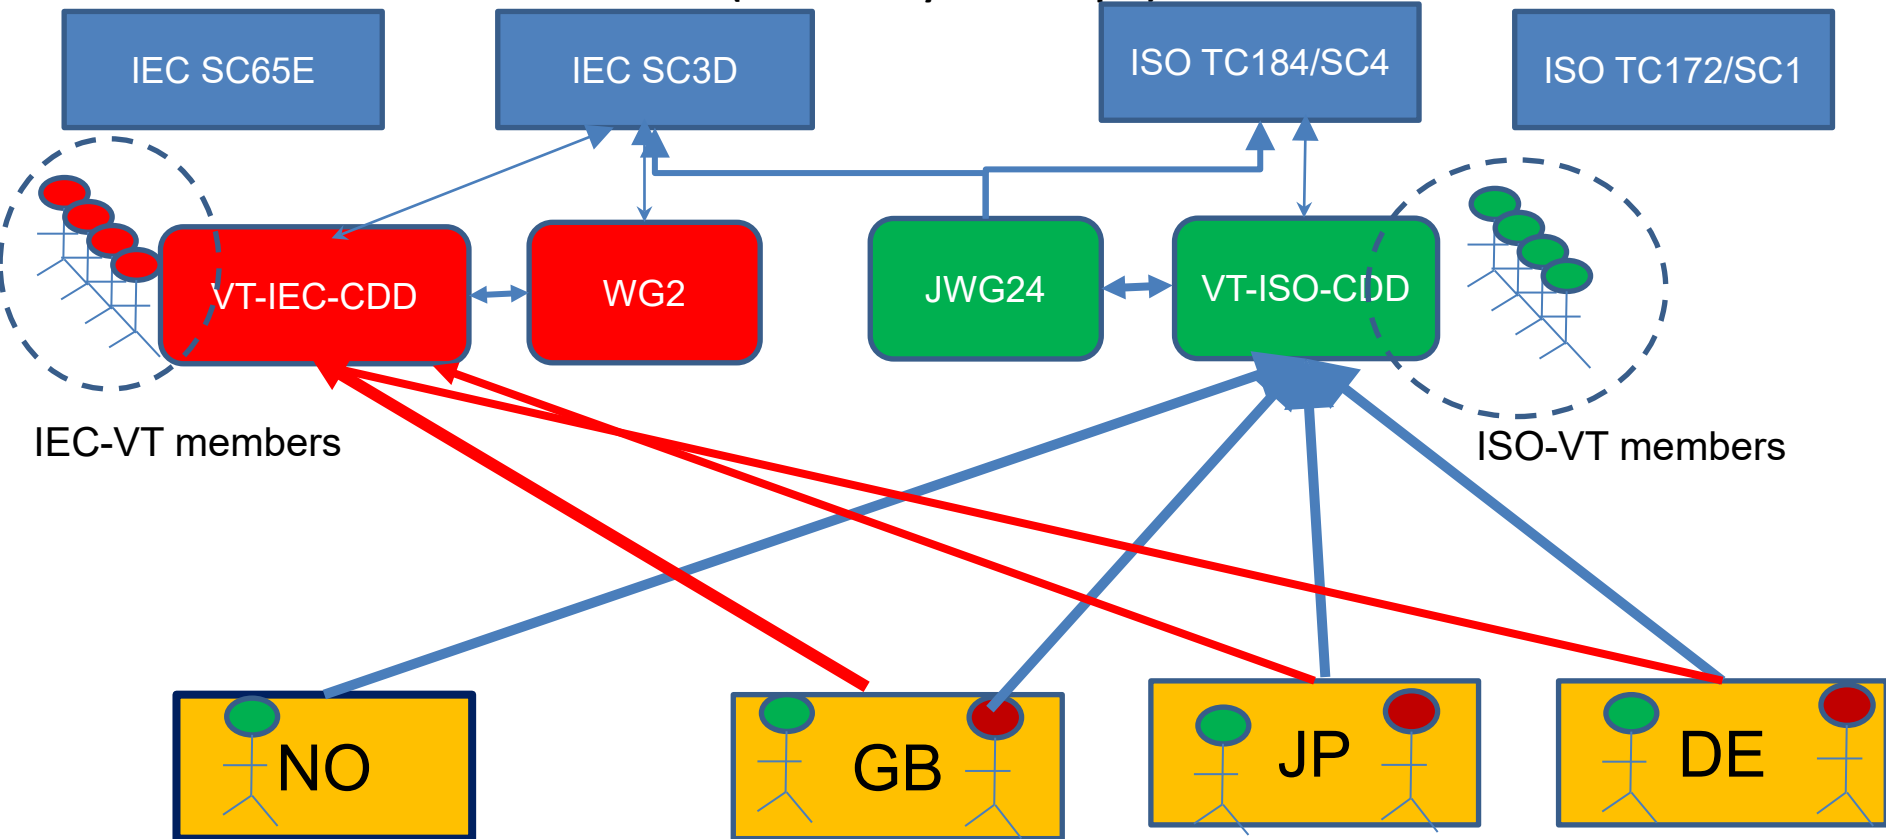 IEC SC65E
IEC SC3D
ISO TC184/SC4
ISO TC172/SC1
VT-IEC-CDD
WG2
JWG24
VT-ISO-CDD
IEC-VT members
ISO-VT members
NO
GB
JP
DE